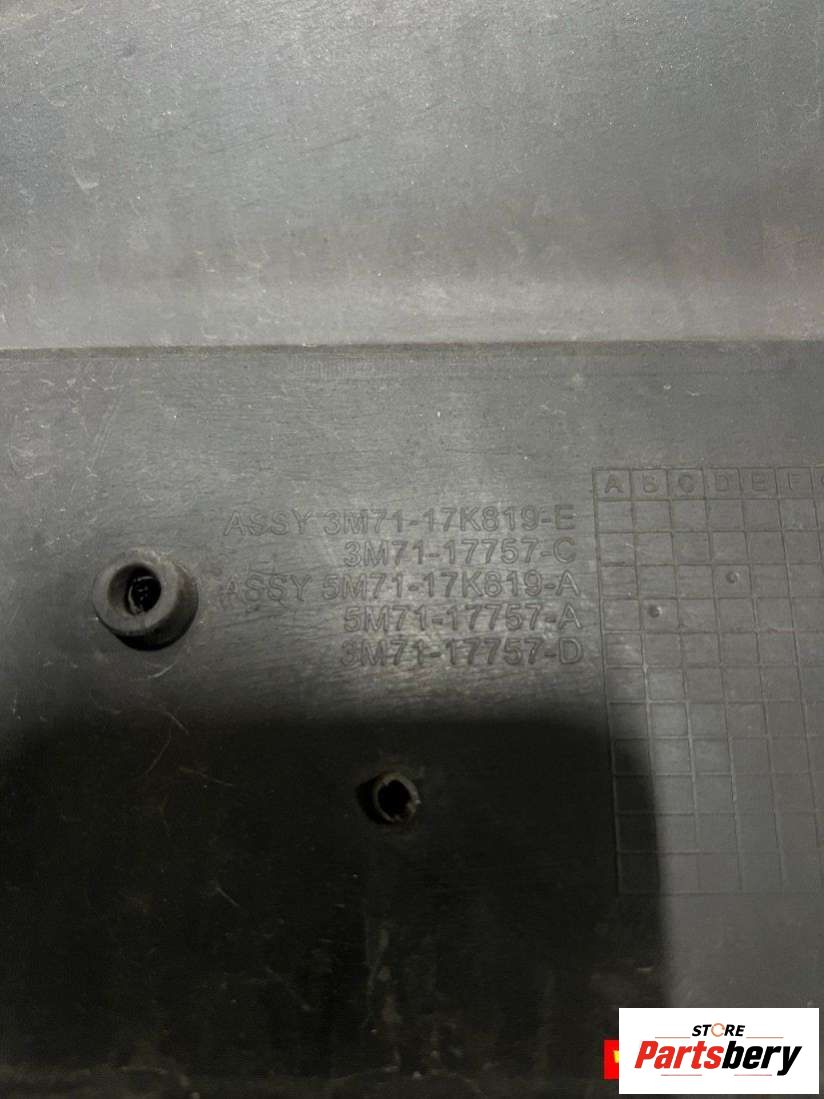 ASSY 3M71-17K819-E
3M71-17757-C
ASSY 5M71-17K819-A
5M71-17757-A
3M71-17757-D
A B C D E F
STORE
Partsbery